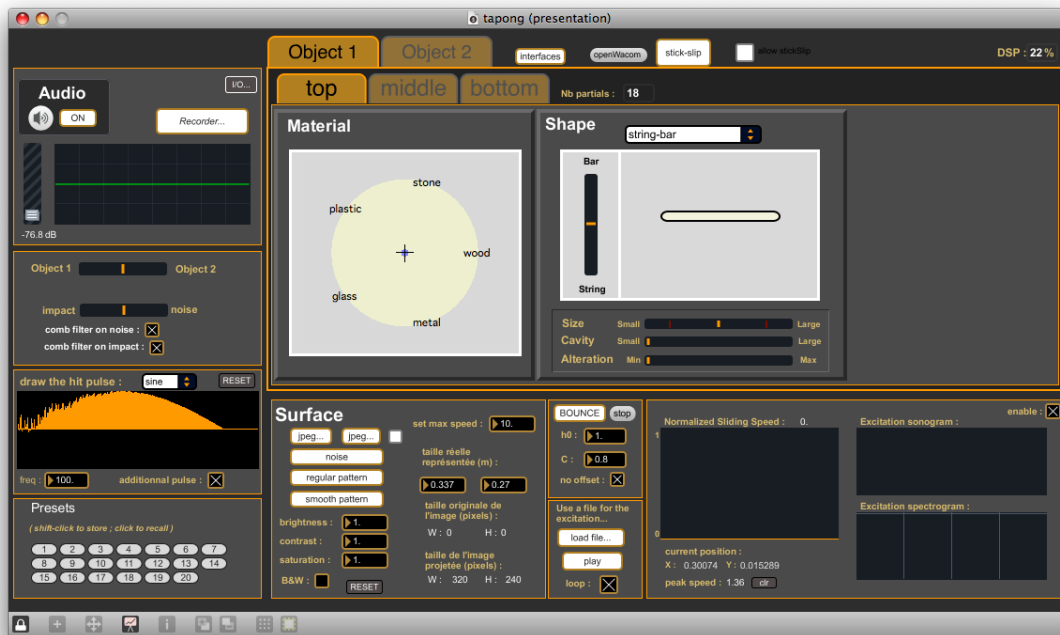 tapong (presentation)
Object 1
Object 2
interfaces
openWacom
stick-slip
allow stickSlip
DSP : 22 %
I/O...
Audio
ON
Recorder...
-76.8 dB
top
middle
bottom
Nb partials : 18
Material
stone
plastic
wood
glass
metal
Shape
string-bar
Bar
String
Size Small Large
Cavity Small Large
Alteration Min Max
Object 1 Object 2
impact noise
comb filter on noise :
comb filter on impact :
draw the hit pulse : sine RESET
freq : 100. additionnal pulse :
Presets
( shift-click to store ; click to recall )
1 2 3 4 5 6 7
8 9 10 11 12 13 14
15 16 17 18 19 20
Surface
jpeg... jpeg...
noise
regular pattern
smooth pattern
brightness : 1.
contrast : 1.
saturation : 1.
B&W : RESET
set max speed : 10.
taille réelle
représentée (m) :
0.337 0.27
taille originale de
l'image (pixels) :
W : 0 H : 0
taille de l'image
projetée (pixels) :
W : 320 H : 240
BOUNCE stop
h0 : 1.
C : 0.8
no offset :
Use a file for the
excitation...
load file...
play
loop :
enable :
Normalized Sliding Speed : 0.
1
0
current position :
X : 0.30074 Y : 0.015289
peak speed : 1.36 clr
Excitation sonogram :
Excitation spectrogram :